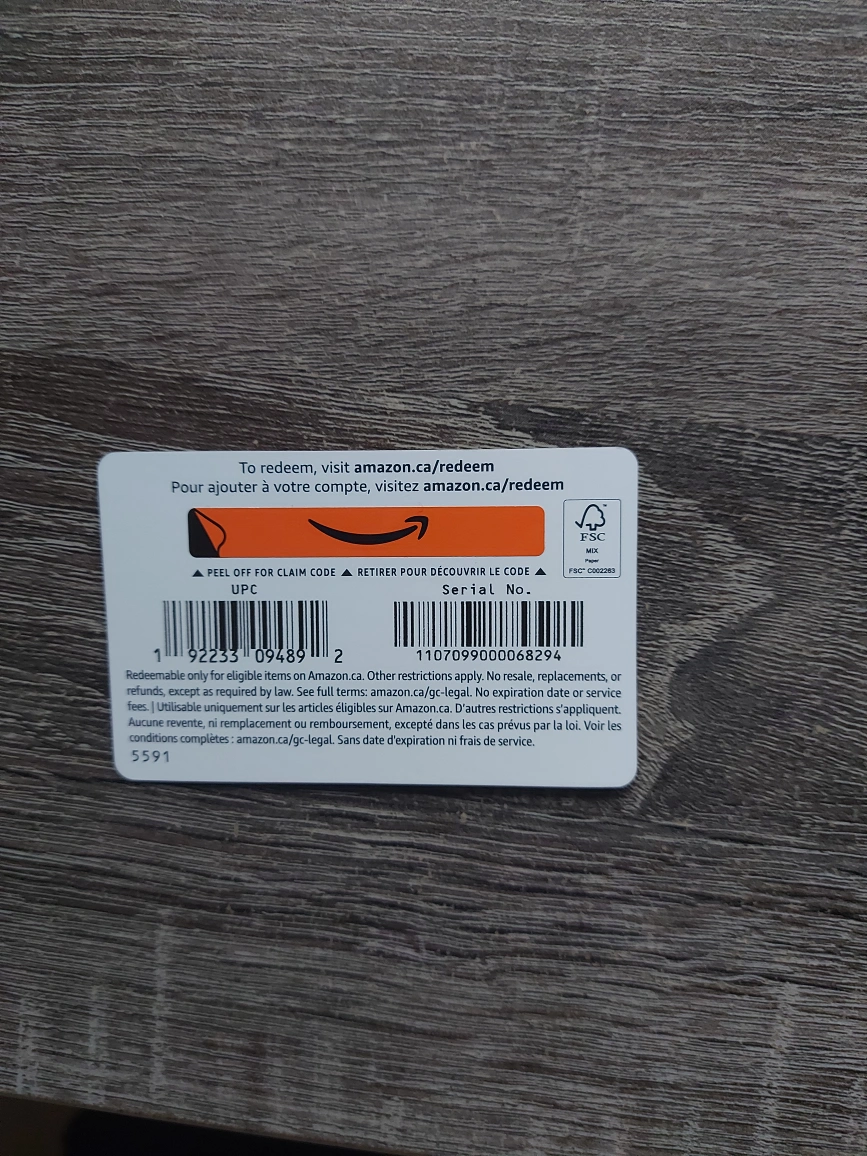 To redeem, visit amazon.ca/redeem
Pour ajouter à votre compte, visitez amazon.ca/redeem
FSC
MIX
Paper
FSC™ C002263
▲ PEEL OFF FOR CLAIM CODE ▲ RETIRER POUR DÉCOUVRIR LE CODE ▲
UPC
1 92233 09489 2
Serial No.
1107099000068294
Redeemable only for eligible items on Amazon.ca. Other restrictions apply. No resale, replacements, or
refunds, except as required by law. See full terms: amazon.ca/gc-legal. No expiration date or service
fees. | Utilisable uniquement sur les articles éligibles sur Amazon.ca. D'autres restrictions s'appliquent.
Aucune revente, ni remplacement ou remboursement, excepté dans les cas prévus par la loi. Voir les
conditions complètes : amazon.ca/gc-legal. Sans date d'expiration ni frais de service.
5591